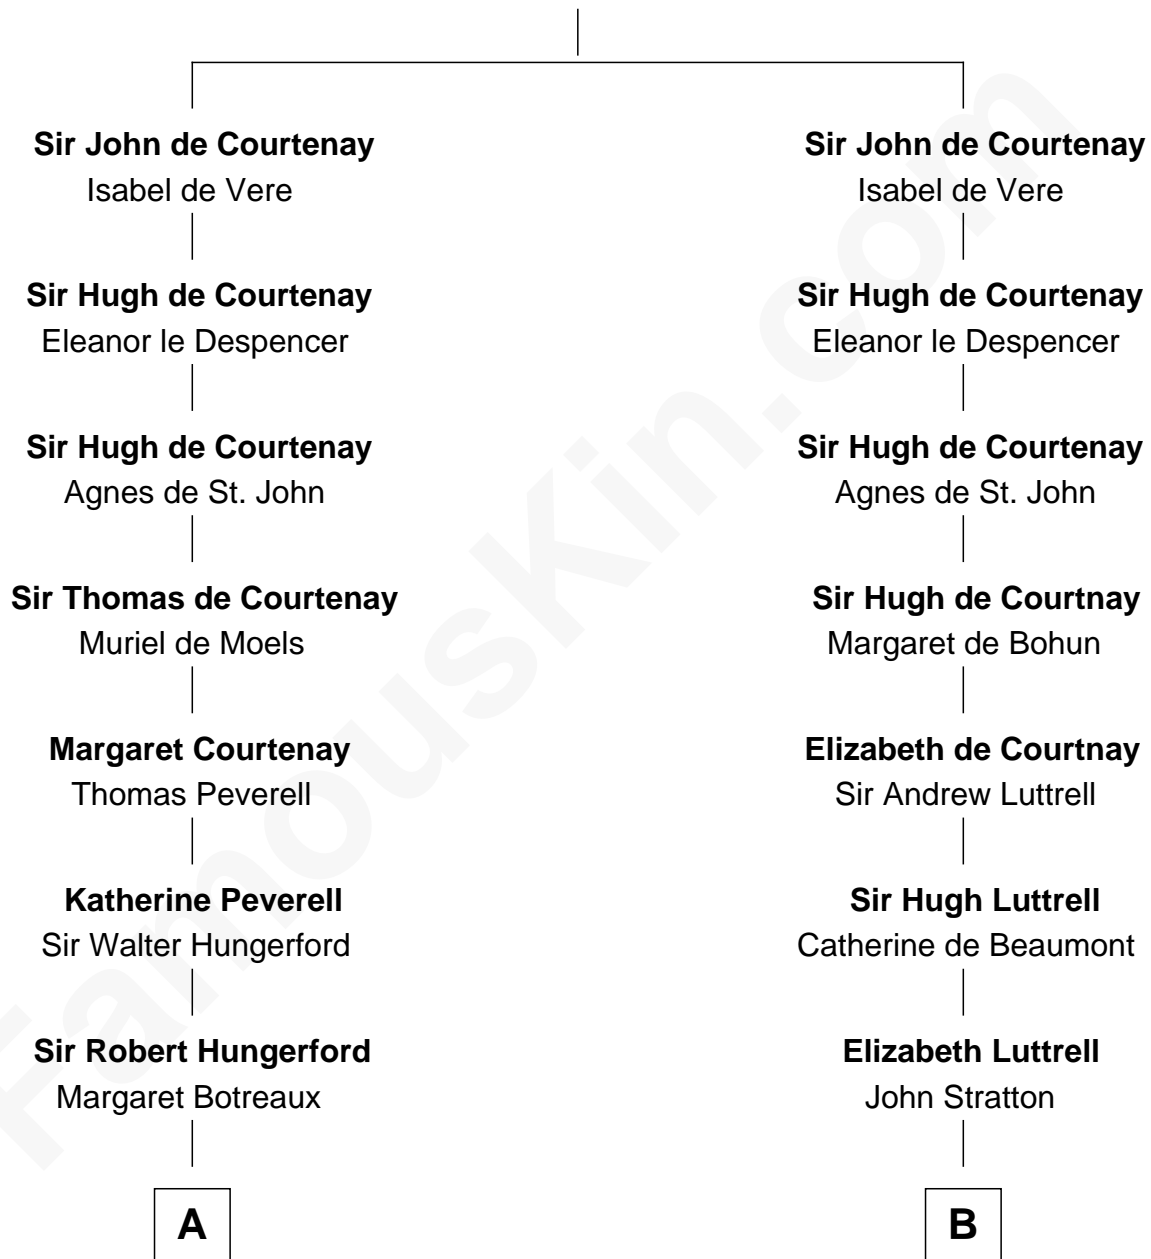 Sir John de Courtenay
Isabel de Vere
Sir Hugh de Courtenay
Eleanor le Despencer
Sir Hugh de Courtenay
Agnes de St. John
Sir Thomas de Courtenay
Muriel de Moels
Margaret Courtenay
Thomas Peverell
Katherine Peverell
Sir Walter Hungerford
Sir Robert Hungerford
Margaret Botreaux
A
Sir John de Courtenay
Isabel de Vere
Sir Hugh de Courtenay
Eleanor le Despencer
Sir Hugh de Courtenay
Agnes de St. John
Sir Hugh de Courtnay
Margaret de Bohun
Elizabeth de Courtnay
Sir Andrew Luttrell
Sir Hugh Luttrell
Catherine de Beaumont
Elizabeth Luttrell
John Stratton
B
FamousKin.com